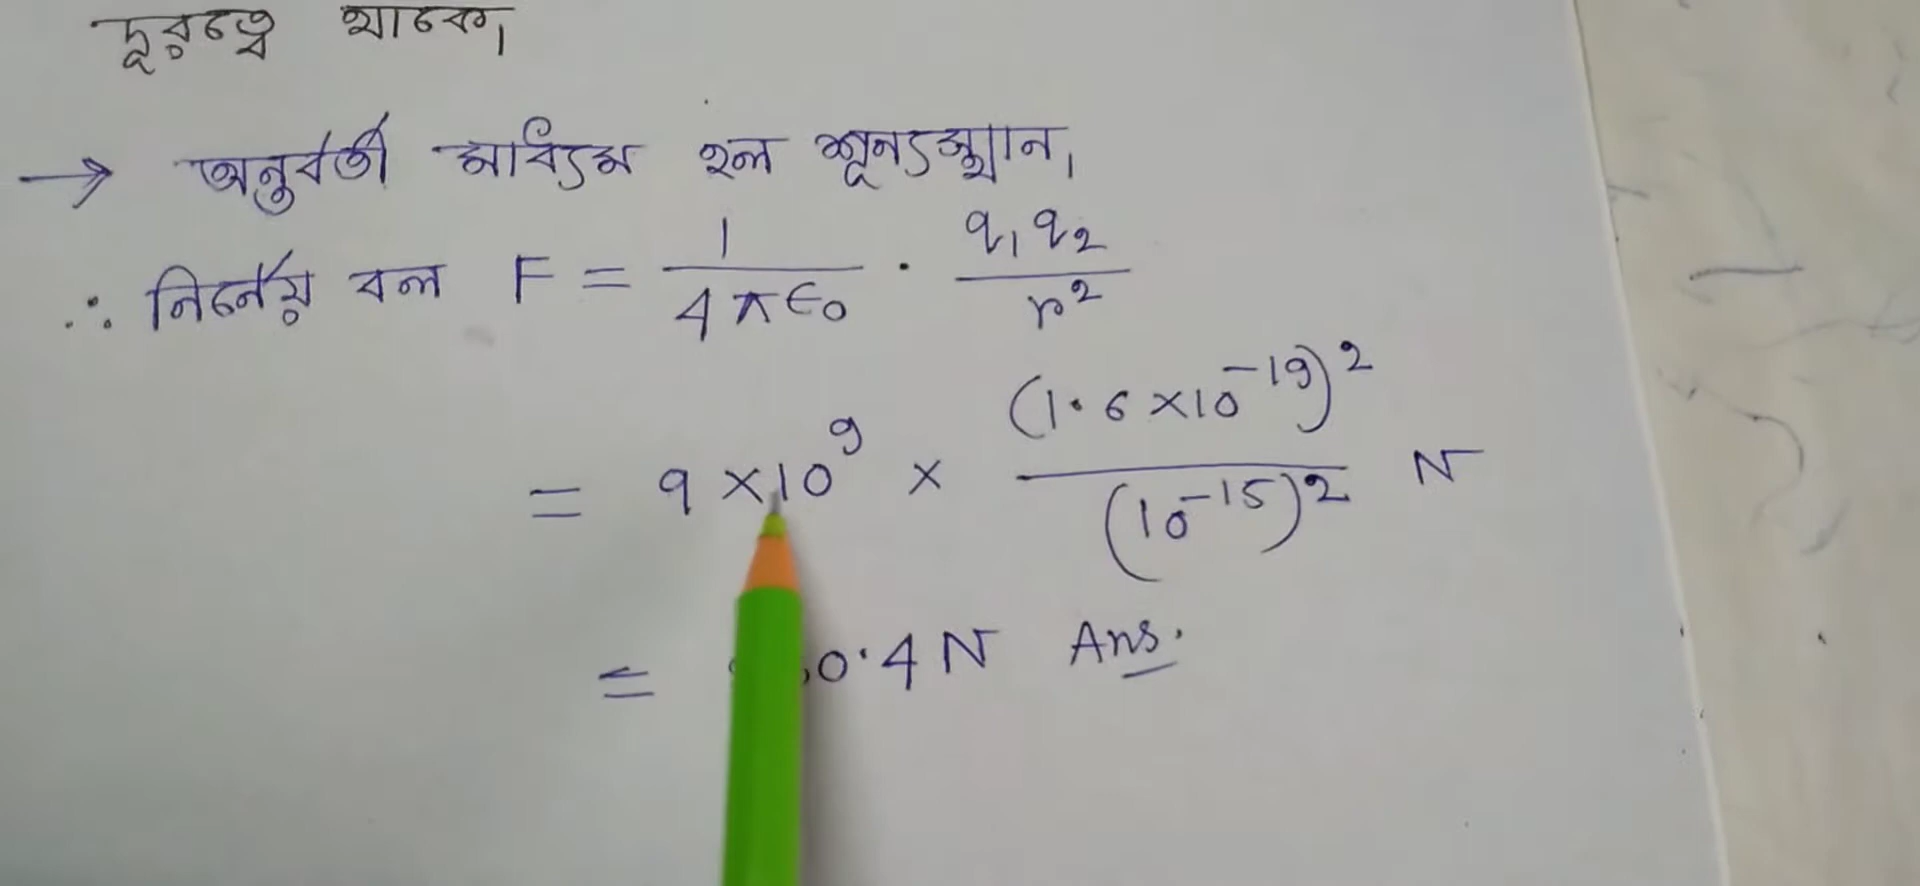 দূরত্বে থাকে।
→ অনুবর্তী মাধ্যম হল শূন্যস্থান।
∴ নির্নেয় বল F = 1/4πε₀ · q₁q₂/r²
= 9 × 10⁹ × (1.6 × 10⁻¹⁹)²/(10⁻¹⁵)² N
= 0.4 N Ans.